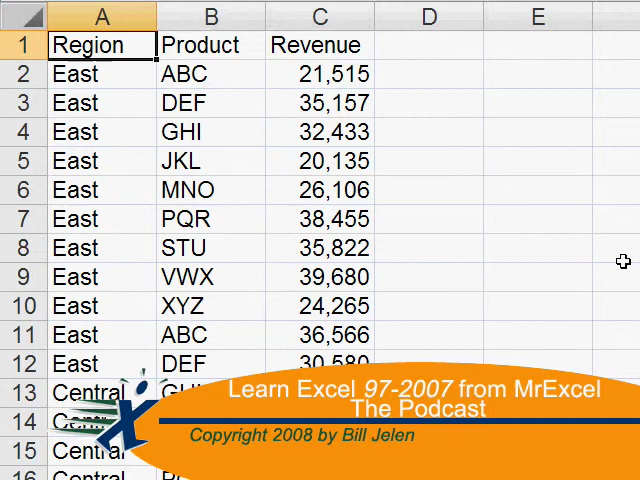 A B C D E
1 Region Product Revenue
2 East ABC 21,515
3 East DEF 35,157
4 East GHI 32,433
5 East JKL 20,135
6 East MNO 26,106
7 East PQR 38,455
8 East STU 35,822
9 East VWX 39,680
10 East XYZ 24,265
11 East ABC 36,566
12 East DEF 30,580
13 Central
14
15 Central
16 Central
Learn Excel 97-2007 from MrExcel
The Podcast
Copyright 2008 by Bill Jelen